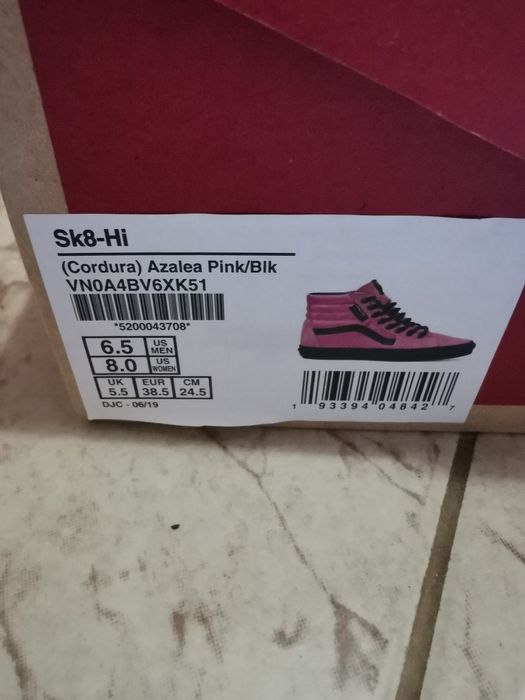 Sk8-Hi
(Cordura) Azalea Pink/Blk
VN0A4BV6XK51
*5200043708*
6.5 US MEN
8.0 US WOMEN
UK EUR CM
5.5 38.5 24.5
DJC - 06/19
1 93394 04842 7